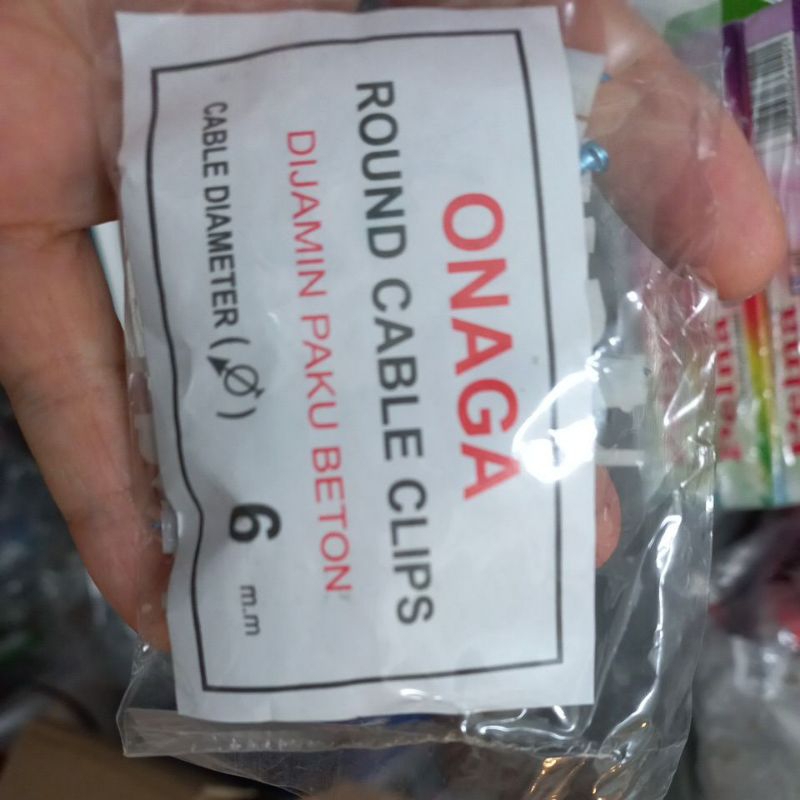 ONAGA
ROUND CABLE CLIPS
DIJAMIN PAKU BETON
CABLE DIAMETER (Ø) 6 m.m